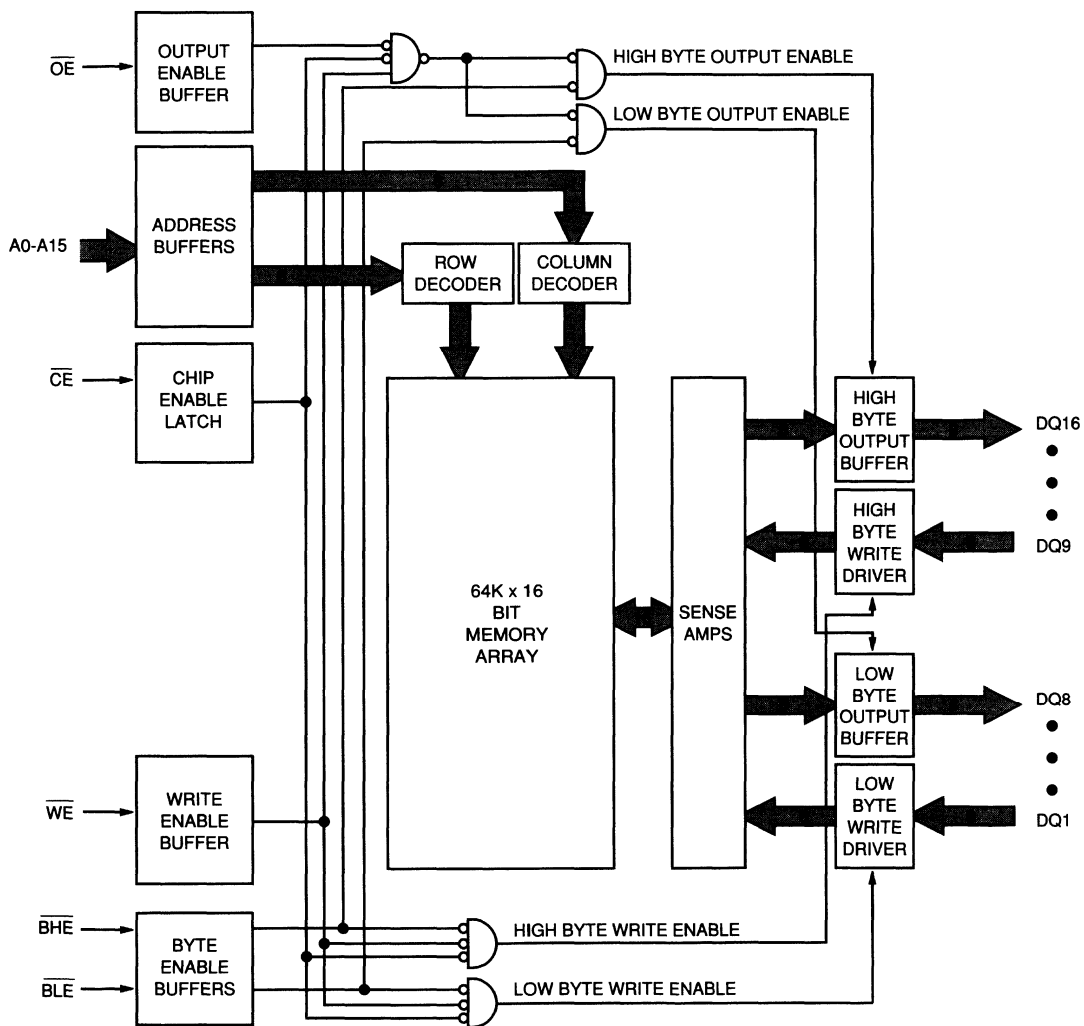 OE
OUTPUT
ENABLE
BUFFER
HIGH BYTE OUTPUT ENABLE
LOW BYTE OUTPUT ENABLE
A0-A15
ADDRESS
BUFFERS
ROW
DECODER
COLUMN
DECODER
CE
CHIP
ENABLE
LATCH
64K x 16
BIT
MEMORY
ARRAY
SENSE
AMPS
HIGH
BYTE
OUTPUT
BUFFER
DQ16
HIGH
BYTE
WRITE
DRIVER
DQ9
LOW
BYTE
OUTPUT
BUFFER
DQ8
LOW
BYTE
WRITE
DRIVER
DQ1
WE
WRITE
ENABLE
BUFFER
BHE
BLE
BYTE
ENABLE
BUFFERS
HIGH BYTE WRITE ENABLE
LOW BYTE WRITE ENABLE